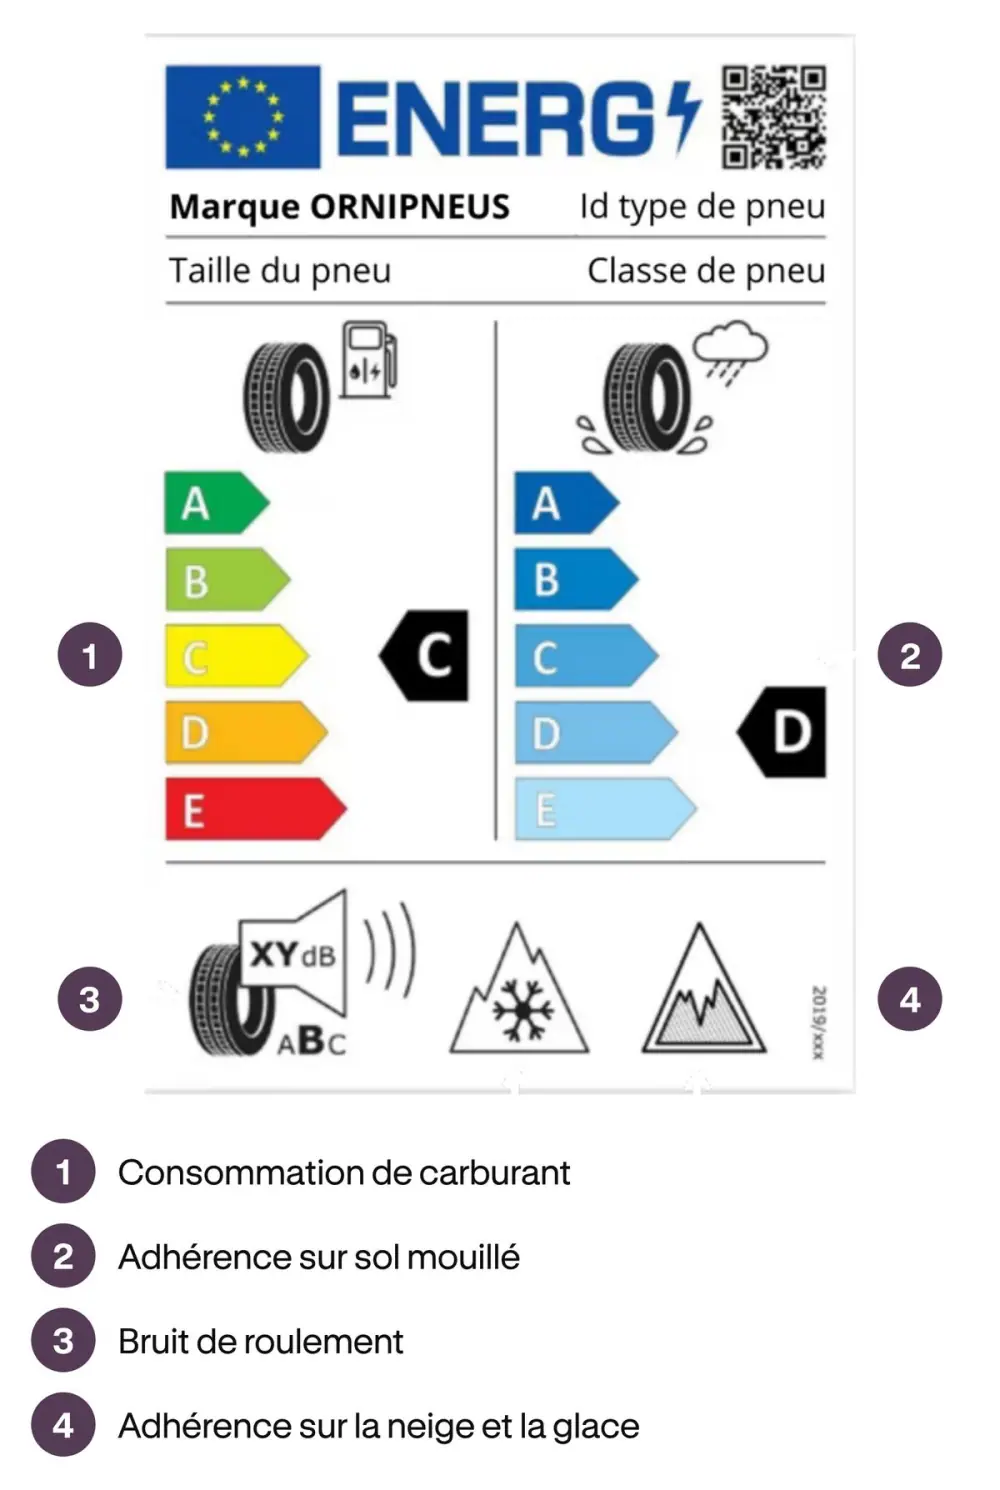 ENERG
Marque ORNIPNEUS
Id type de pneu
Taille du pneu
Classe de pneu
A
B
C
D
E
C
A
B
C
D
E
D
1
2
XY dB
ABC
2019/xxx
3
4
1 Consommation de carburant
2 Adhérence sur sol mouillé
3 Bruit de roulement
4 Adhérence sur la neige et la glace